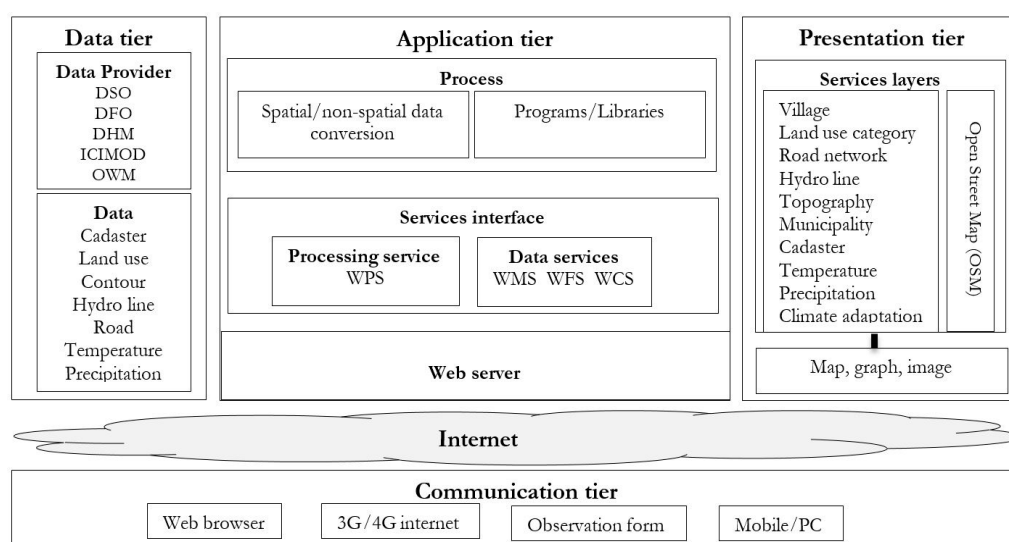 Data tier
Data Provider
DSO
DFO
DHM
ICIMOD
OWM
Data
Cadaster
Land use
Contour
Hydro line
Road
Temperature
Precipitation
Application tier
Process
Spatial/non-spatial data
conversion
Programs/Libraries
Services interface
Processing service
WPS
Data services
WMS WFS WCS
Web server
Presentation tier
Services layers
Village
Land use category
Road network
Hydro line
Topography
Municipality
Cadaster
Temperature
Precipitation
Climate adaptation
Open Street Map (OSM)
Map, graph, image
Internet
Communication tier
Web browser
3G/4G internet
Observation form
Mobile/PC